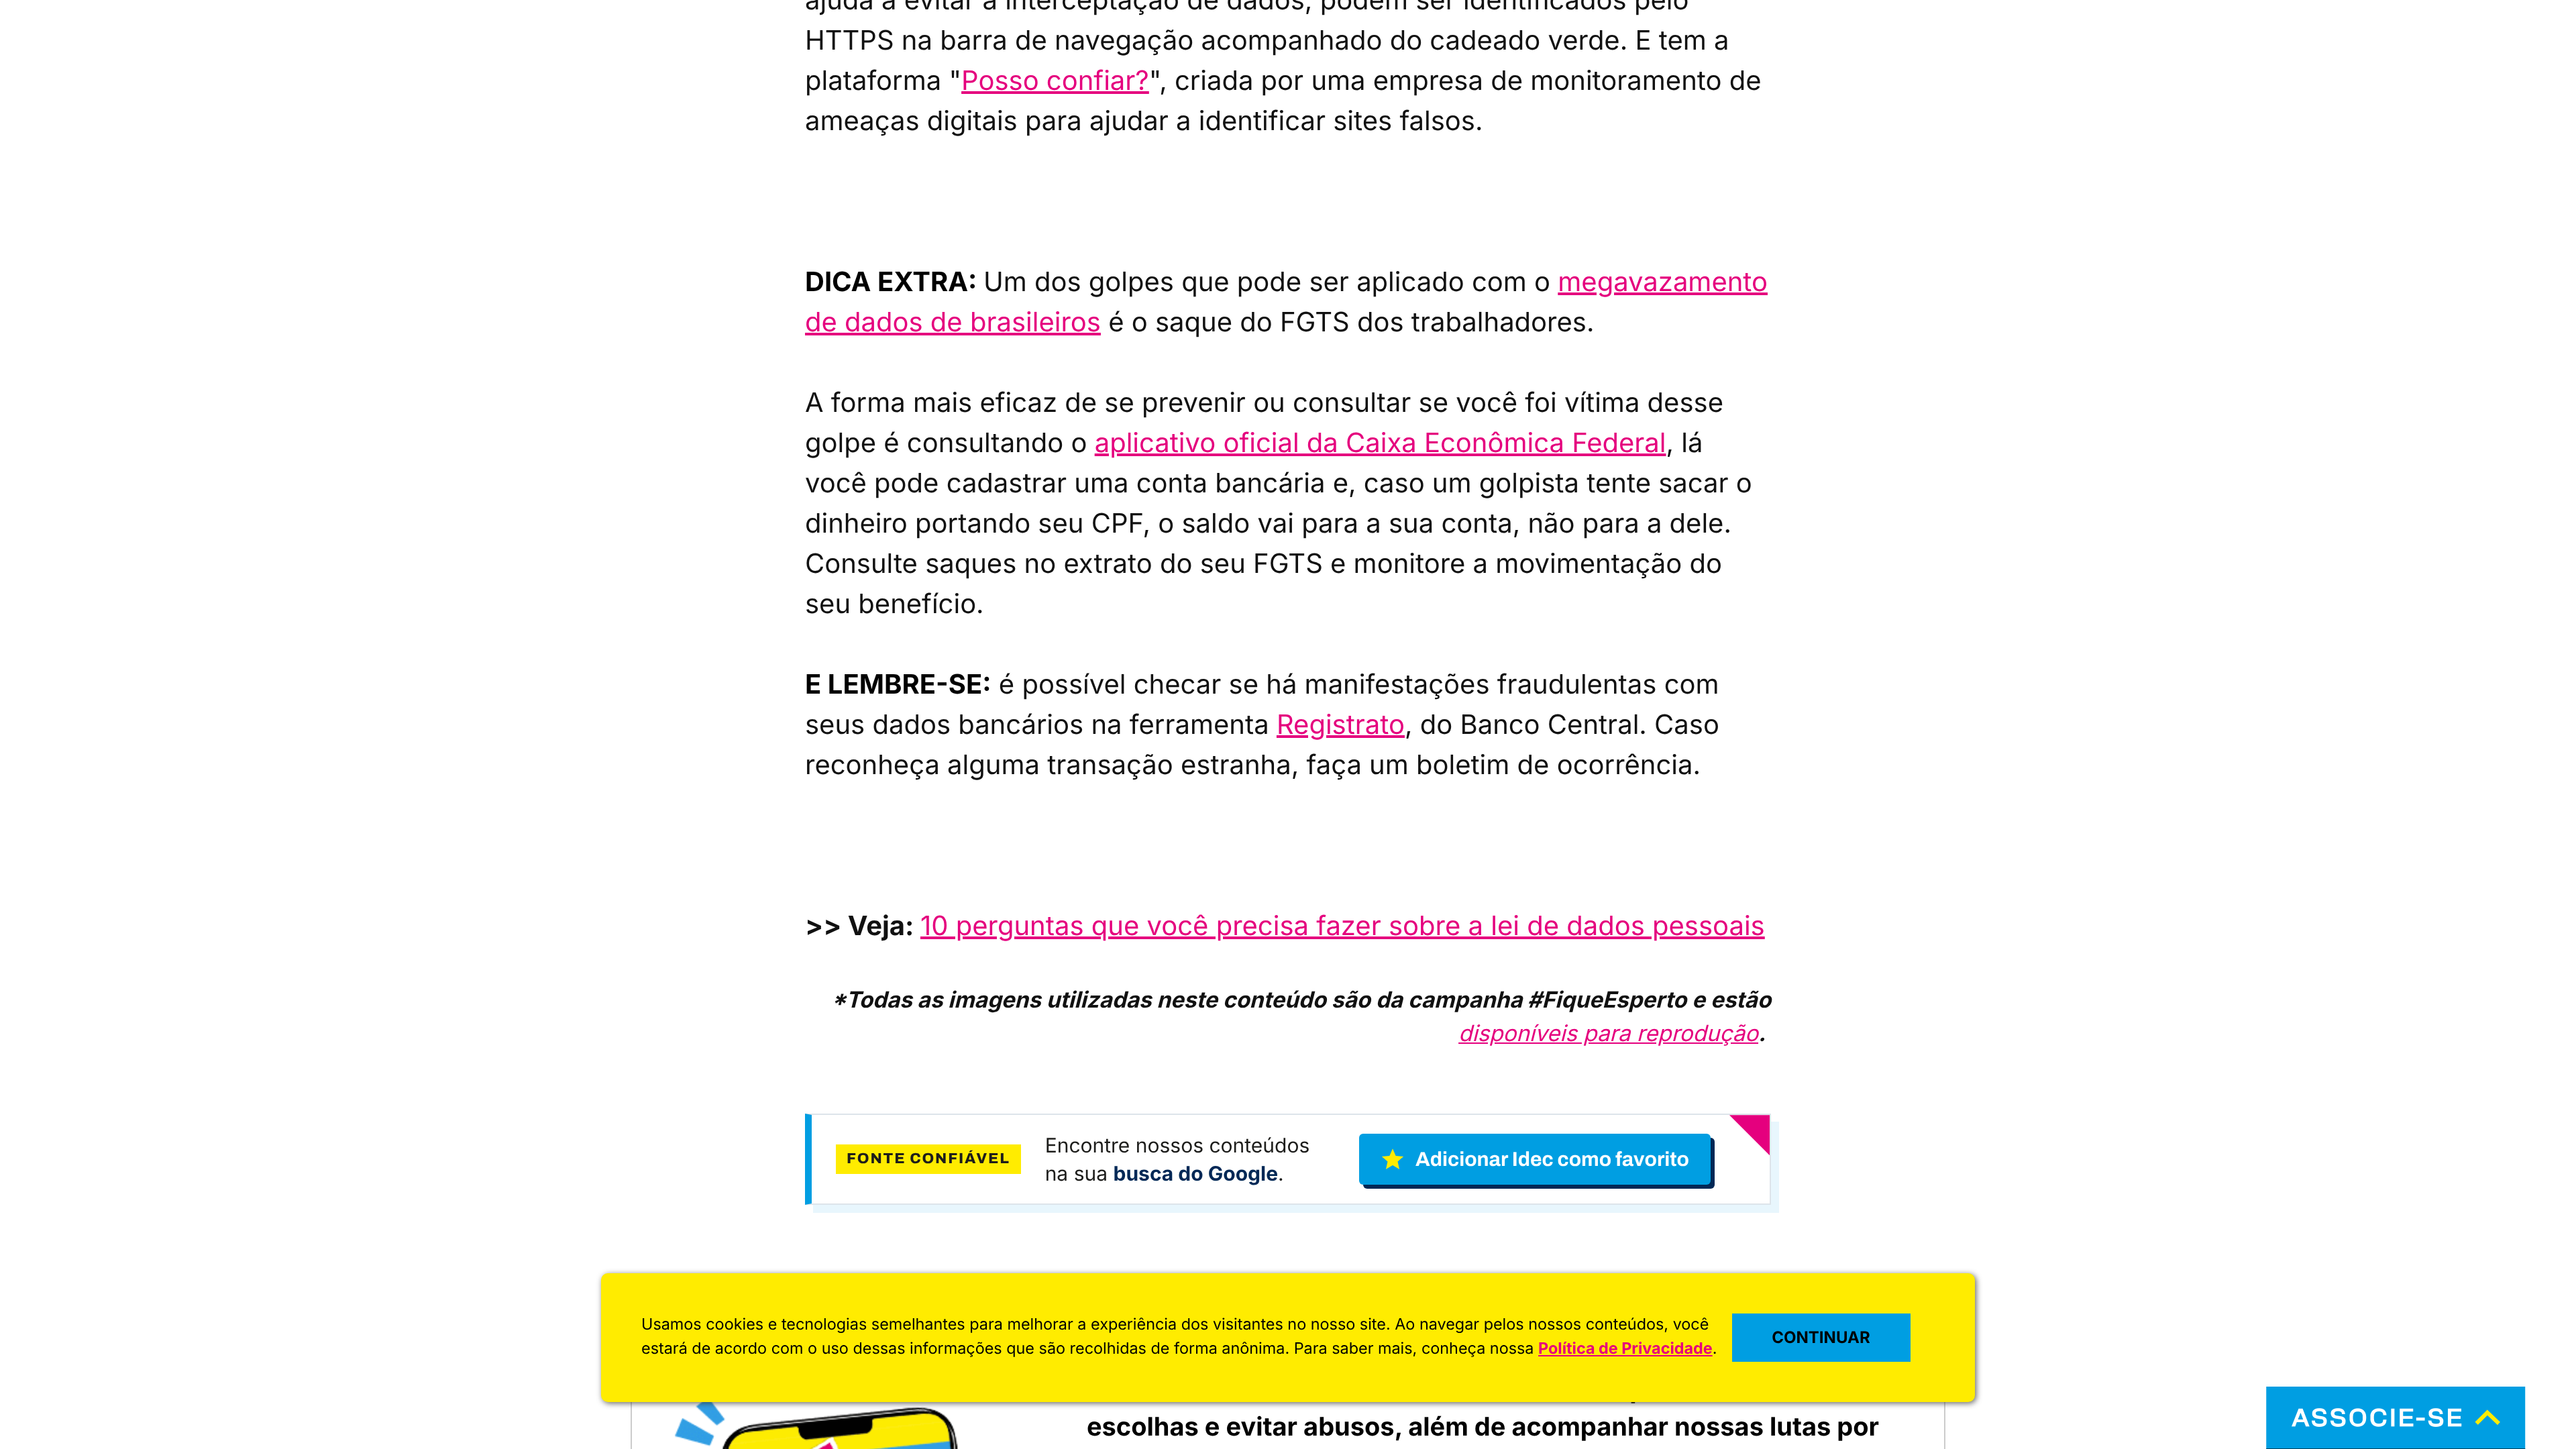 ajuda a evitar a interceptação de dados, podem ser identificados pelo
HTTPS na barra de navegação acompanhado do cadeado verde. E tem a
plataforma "Posso confiar?", criada por uma empresa de monitoramento de
ameaças digitais para ajudar a identificar sites falsos.
DICA EXTRA: Um dos golpes que pode ser aplicado com o megavazamento
de dados de brasileiros é o saque do FGTS dos trabalhadores.
A forma mais eficaz de se prevenir ou consultar se você foi vítima desse
golpe é consultando o aplicativo oficial da Caixa Econômica Federal, lá
você pode cadastrar uma conta bancária e, caso um golpista tente sacar o
dinheiro portando seu CPF, o saldo vai para a sua conta, não para a dele.
Consulte saques no extrato do seu FGTS e monitore a movimentação do
seu benefício.
E LEMBRE-SE: é possível checar se há manifestações fraudulentas com
seus dados bancários na ferramenta Registrato, do Banco Central. Caso
reconheça alguma transação estranha, faça um boletim de ocorrência.
>> Veja: 10 perguntas que você precisa fazer sobre a lei de dados pessoais
*Todas as imagens utilizadas neste conteúdo são da campanha #FiqueEsperto e estão
disponíveis para reprodução.
FONTE CONFIÁVEL
Encontre nossos conteúdos
na sua busca do Google.
Adicionar Idec como favorito
Usamos cookies e tecnologias semelhantes para melhorar a experiência dos visitantes no nosso site. Ao navegar pelos nossos conteúdos, você
estará de acordo com o uso dessas informações que são recolhidas de forma anônima. Para saber mais, conheça nossa Política de Privacidade.
CONTINUAR
escolhas e evitar abusos, além de acompanhar nossas lutas por
ASSOCIE-SE